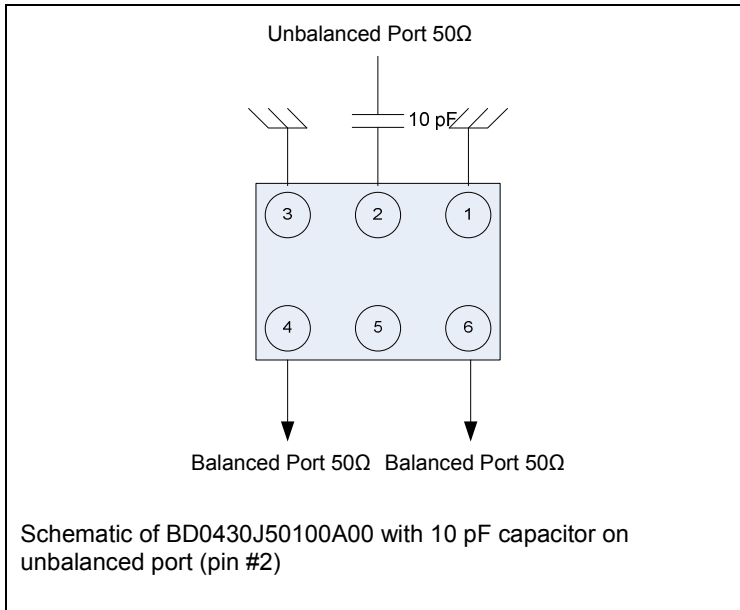 Unbalanced Port 50Ω
10 pF
3 2 1
4 5 6
Balanced Port 50Ω Balanced Port 50Ω
Schematic of BD0430J50100A00 with 10 pF capacitor on
unbalanced port (pin #2)